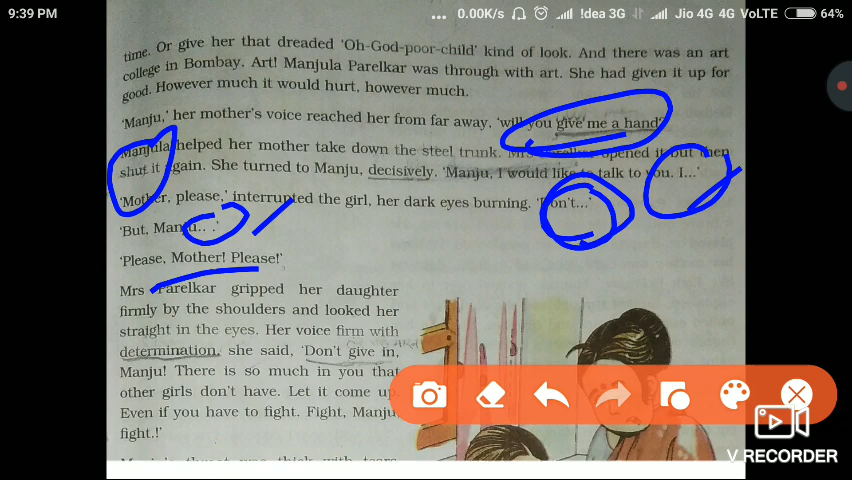 9:39 PM
... 0.00K/s !dea 3G Jio 4G 4G VoLTE 64%
time. Or give her that dreaded ‘Oh-God-poor-child’ kind of look. And there was an art
college in Bombay. Art! Manjula Parelkar was through with art. She had given it up for
good. However much it would hurt, however much.
‘Manju,’ her mother’s voice reached her from far away, ‘will you give me a hand?’
Manjula helped her mother take down the steel trunk. Mrs Parelkar opened it but then
shut it again. She turned to Manju, decisively. ‘Manju, I would like to talk to you. I...’
‘Mother, please,’ interrupted the girl, her dark eyes burning. ‘Don’t...’
‘But, Manju...’
‘Please, Mother! Please!’
Mrs Parelkar gripped her daughter
firmly by the shoulders and looked her
straight in the eyes. Her voice firm with
determination, she said, ‘Don’t give in,
Manju! There is so much in you that
other girls don’t have. Let it come up.
Even if you have to fight. Fight, Manju,
fight.!’
V RECORDER